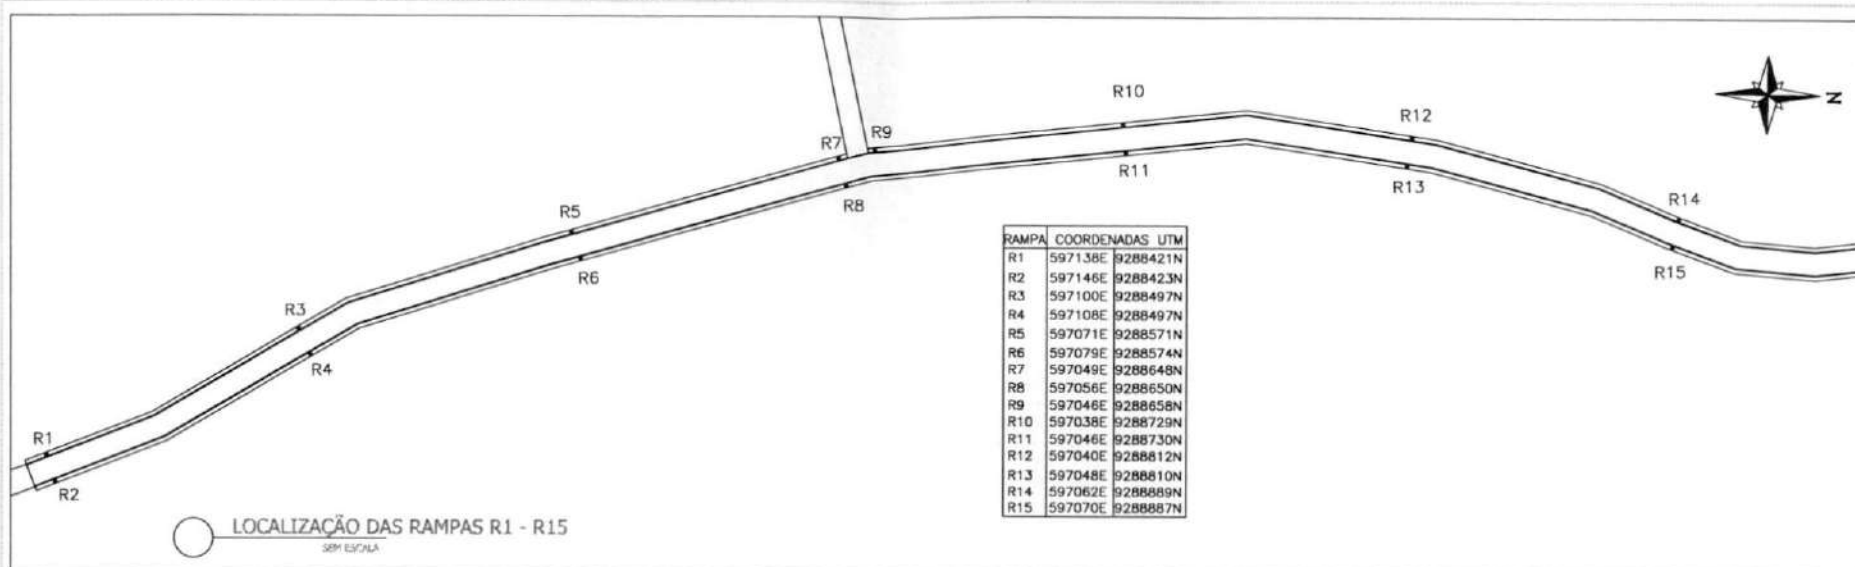 R10
R12
N
R7
R9
R11
R13
R5
R8
R14
R6
R15
R3
R4
R1
R2
RAMPA COORDENADAS UTM
R1 597138E 9288421N
R2 597146E 9288423N
R3 597100E 9288497N
R4 597108E 9288497N
R5 597071E 9288571N
R6 597079E 9288574N
R7 597049E 9288648N
R8 597056E 9288650N
R9 597046E 9288658N
R10 597038E 9288729N
R11 597046E 9288730N
R12 597040E 9288812N
R13 597048E 9288810N
R14 597062E 9288889N
R15 597070E 9288887N
LOCALIZAÇÃO DAS RAMPAS R1 - R15
SEM ESCALA